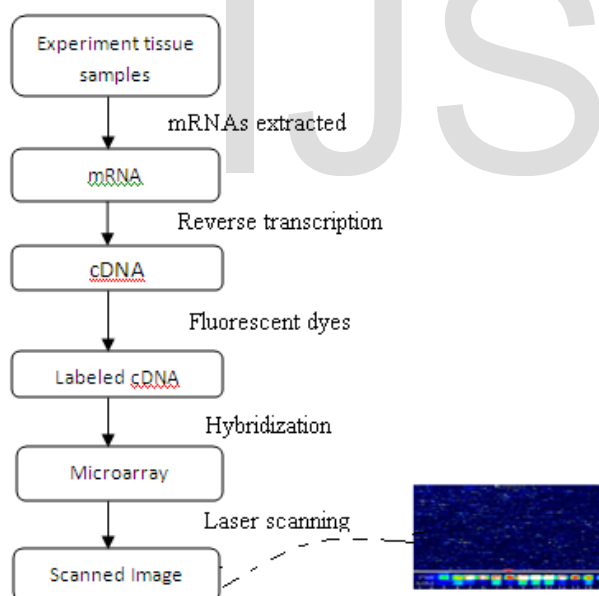 IJS
Experiment tissue
samples
mRNAs extracted
mRNA
Reverse transcription
cDNA
Fluorescent dyes
Labeled cDNA
Hybridization
Microarray
Laser scanning
Scanned Image